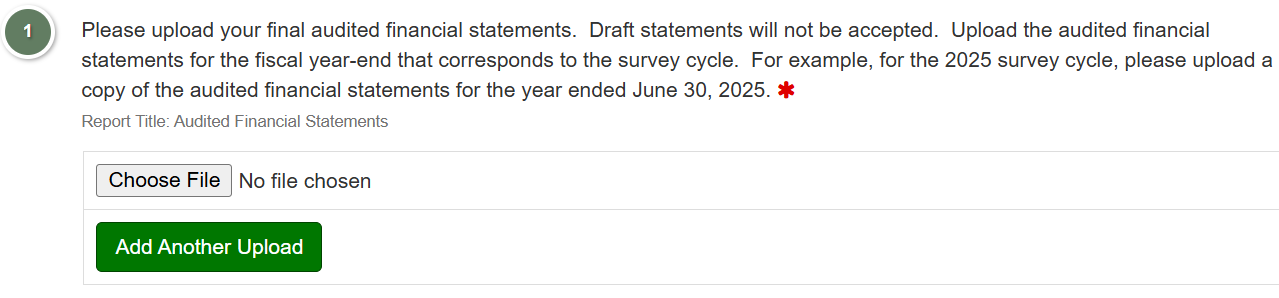 1
Please upload your final audited financial statements.  Draft statements will not be accepted.  Upload the audited financial
statements for the fiscal year-end that corresponds to the survey cycle.  For example, for the 2025 survey cycle, please upload a
copy of the audited financial statements for the year ended June 30, 2025. ✱
Report Title: Audited Financial Statements
Choose File No file chosen
Add Another Upload